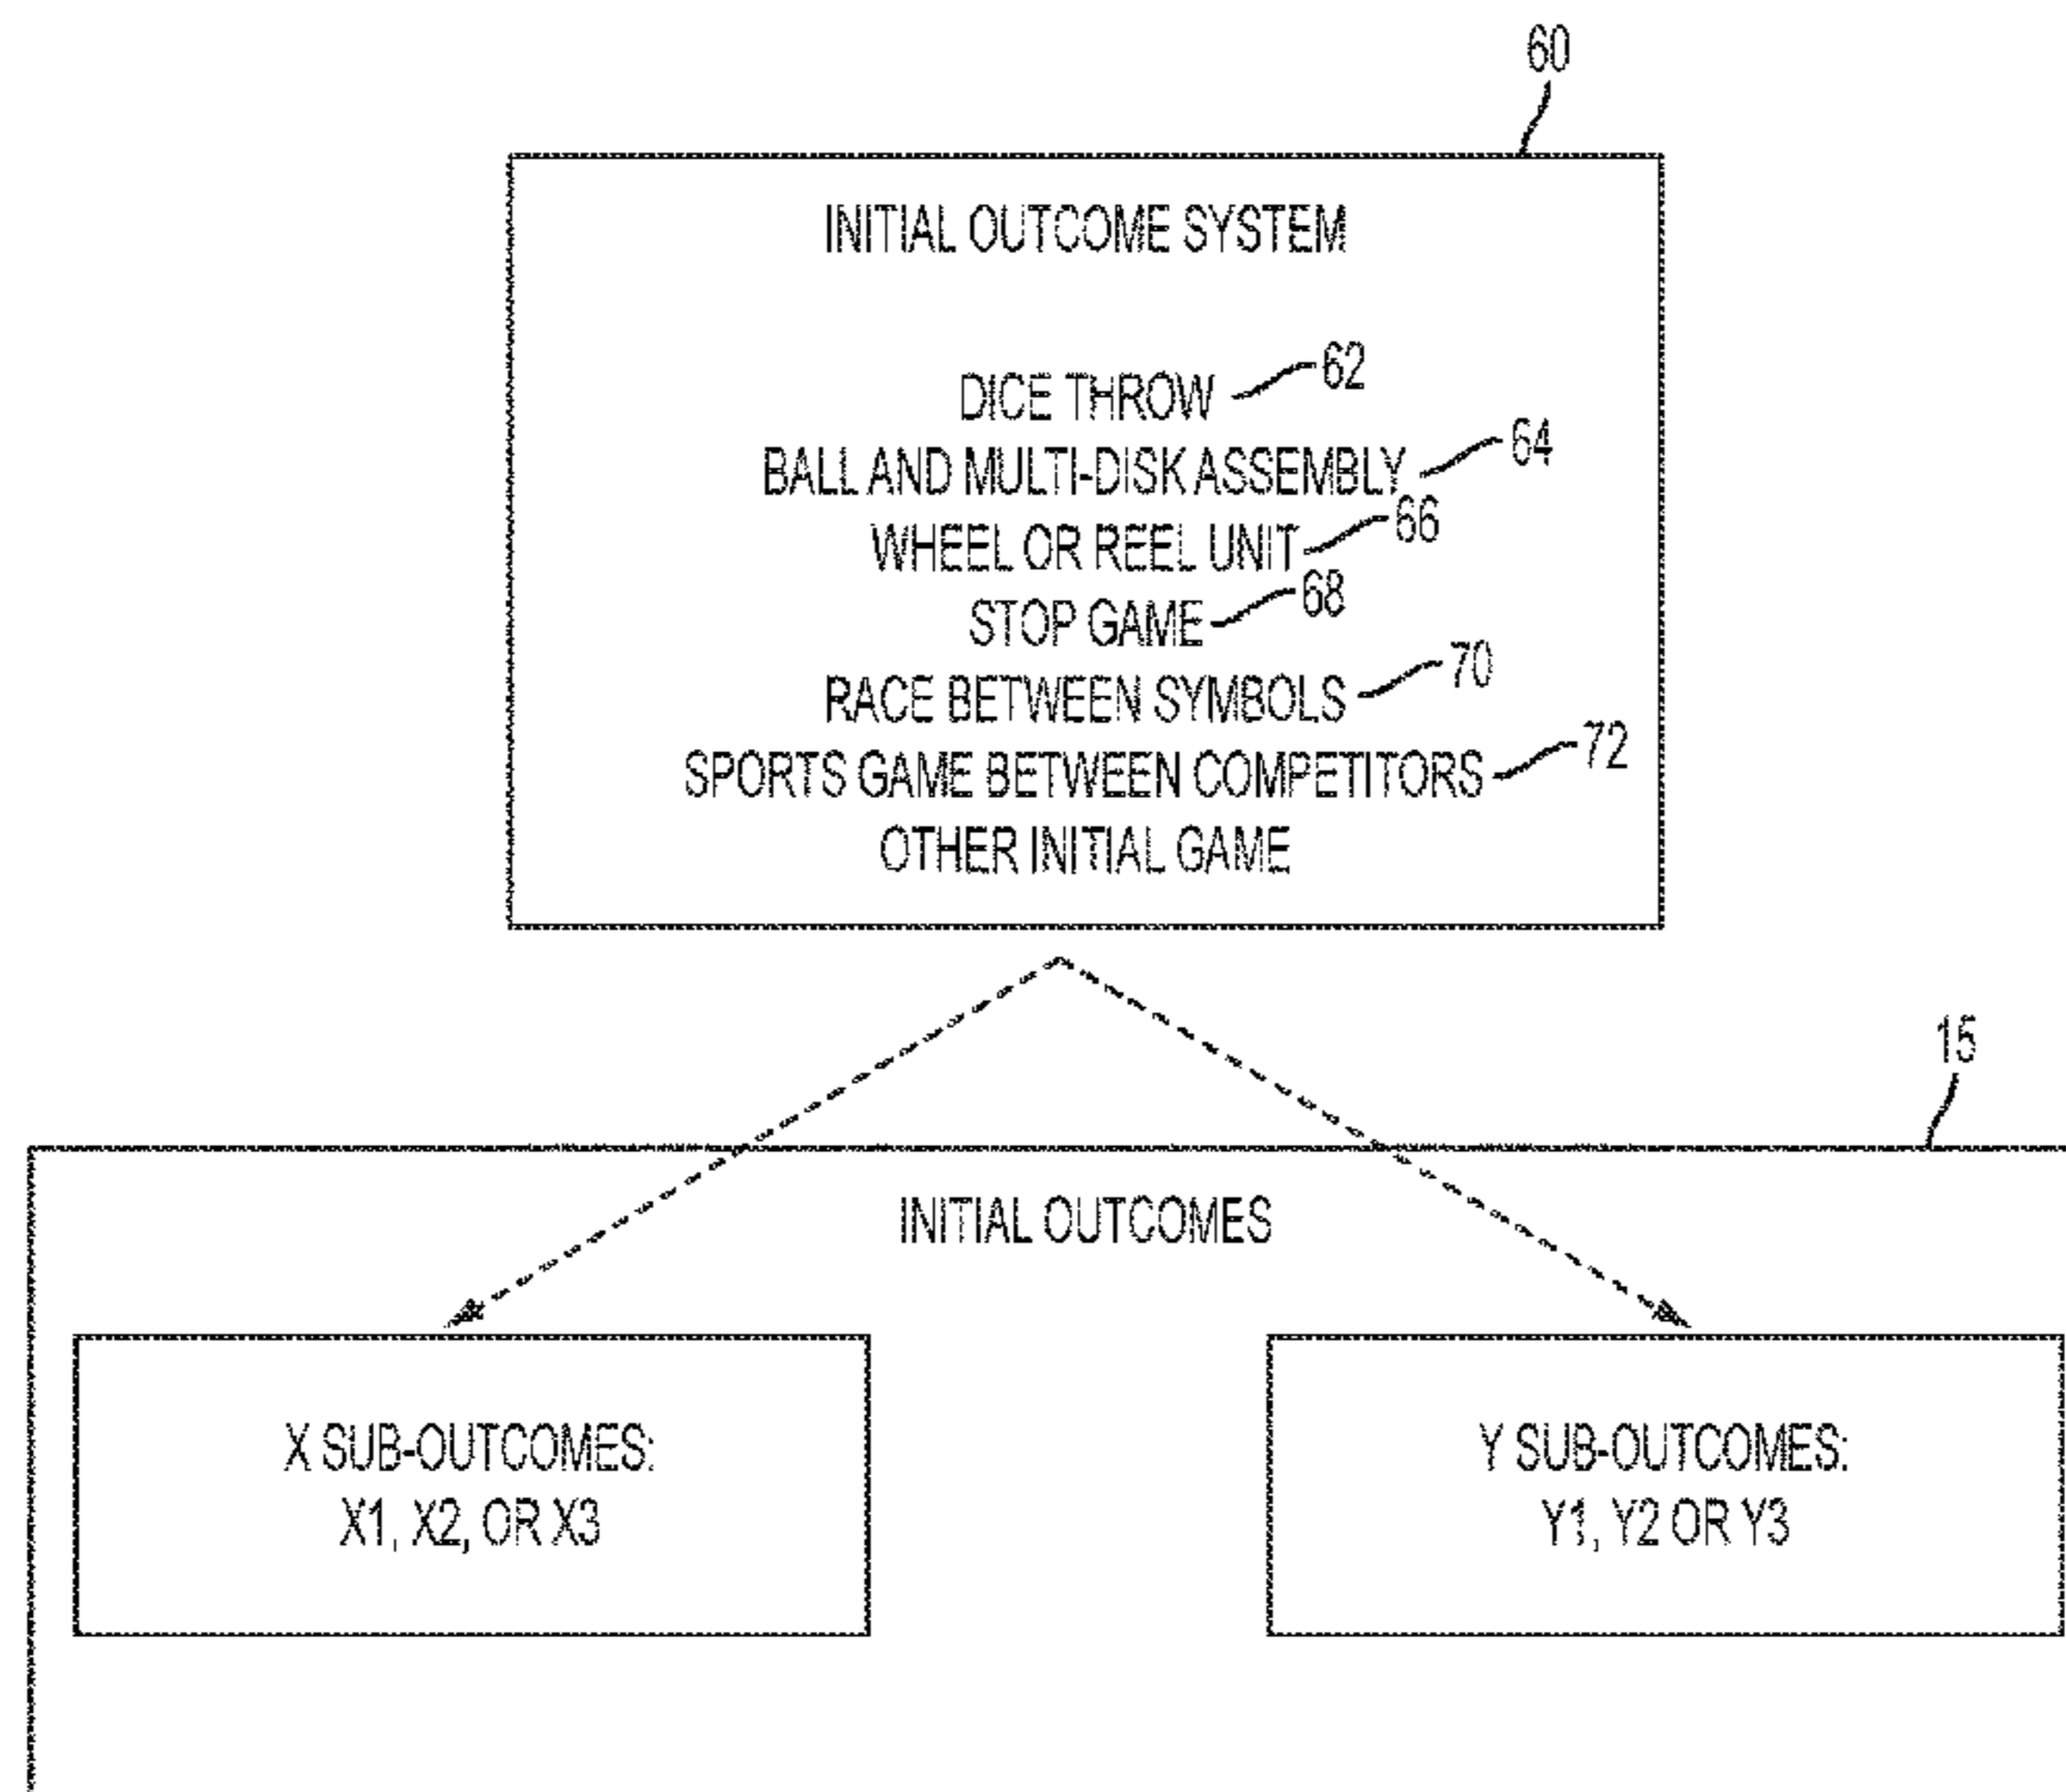 60
INITIAL OUTCOME SYSTEM
DICE THROW 62
BALL AND MULTI-DISK ASSEMBLY 64
WHEEL OR REEL UNIT 66
STOP GAME 68
RACE BETWEEN SYMBOLS 70
SPORTS GAME BETWEEN COMPETITORS 72
OTHER INITIAL GAME
15
INITIAL OUTCOMES
X SUB-OUTCOMES:
X1, X2, OR X3
Y SUB-OUTCOMES:
Y1, Y2 OR Y3